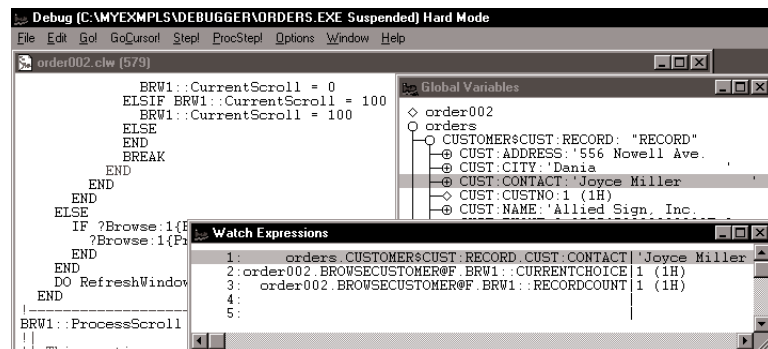 Debug (C:\MYEXMPLS\DEBUGGER\ORDERS.EXE Suspended) Hard Mode
File Edit Go! GoCursor! Step! ProcStep! Options Window Help
order002.clw (579)
BRW1::CurrentScroll = 0
ELSIF BRW1::CurrentScroll = 100
BRW1::CurrentScroll = 100
ELSE
END
BREAK
END
END
END
ELSE
IF ?Browse:1{
?Browse:1{Pr
END
END
DO RefreshWindow
END
!
BRW1::ProcessScroll
!|
Global Variables
order002
orders
CUSTOMER$CUST:RECORD: "RECORD"
CUST:ADDRESS:'556 Nowell Ave.
CUST:CITY:'Dania '
CUST:CONTACT:'Joyce Miller '
CUST:CUSTNO:1 (1H)
CUST:NAME:'Allied Sign, Inc.
Watch Expressions
1: orders.CUSTOMER$CUST:RECORD.CUST:CONTACT|'Joyce Miller
2:order002.BROWSECUSTOMER@F.BRW1::CURRENTCHOICE|1 (1H)
3: order002.BROWSECUSTOMER@F.BRW1::RECORDCOUNT|1 (1H)
4:
5: